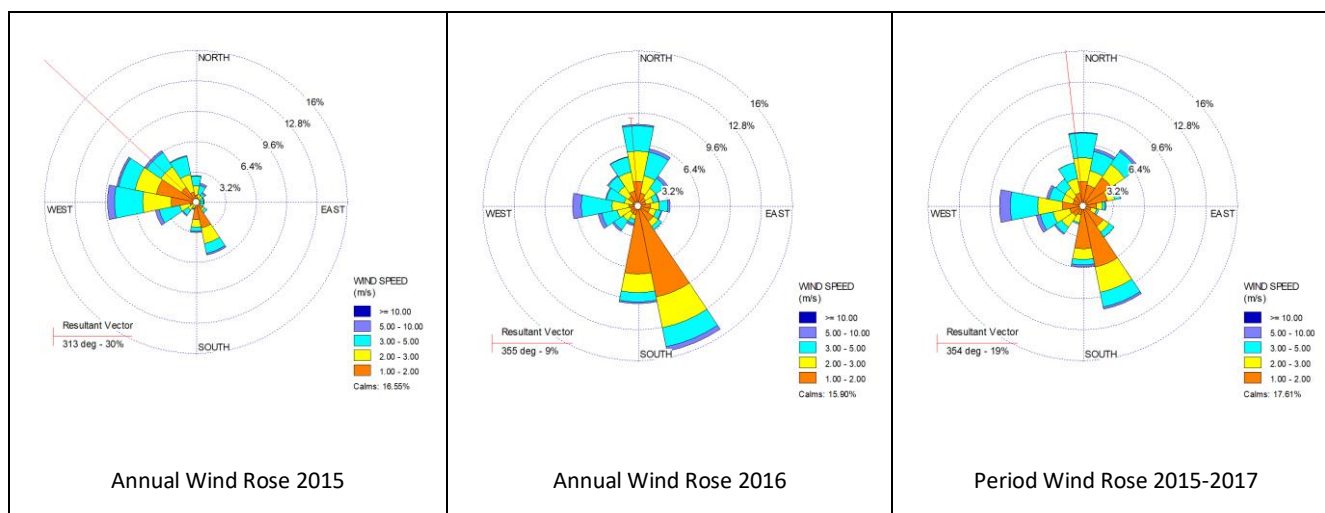 NORTH
16%
12.8%
9.6%
6.4%
3.2%
WEST
EAST
SOUTH
WIND SPEED
(m/s)
>= 10.00
5.00 - 10.00
3.00 - 5.00
2.00 - 3.00
1.00 - 2.00
Calms: 16.55%
Resultant Vector
313 deg - 30%
Annual Wind Rose 2015
NORTH
16%
12.8%
9.6%
6.4%
3.2%
WEST
EAST
SOUTH
WIND SPEED
(m/s)
>= 10.00
5.00 - 10.00
3.00 - 5.00
2.00 - 3.00
1.00 - 2.00
Calms: 15.90%
Resultant Vector
355 deg - 9%
Annual Wind Rose 2016
NORTH
16%
12.8%
9.6%
6.4%
3.2%
WEST
EAST
SOUTH
WIND SPEED
(m/s)
>= 10.00
5.00 - 10.00
3.00 - 5.00
2.00 - 3.00
1.00 - 2.00
Calms: 17.61%
Resultant Vector
354 deg - 19%
Period Wind Rose 2015-2017